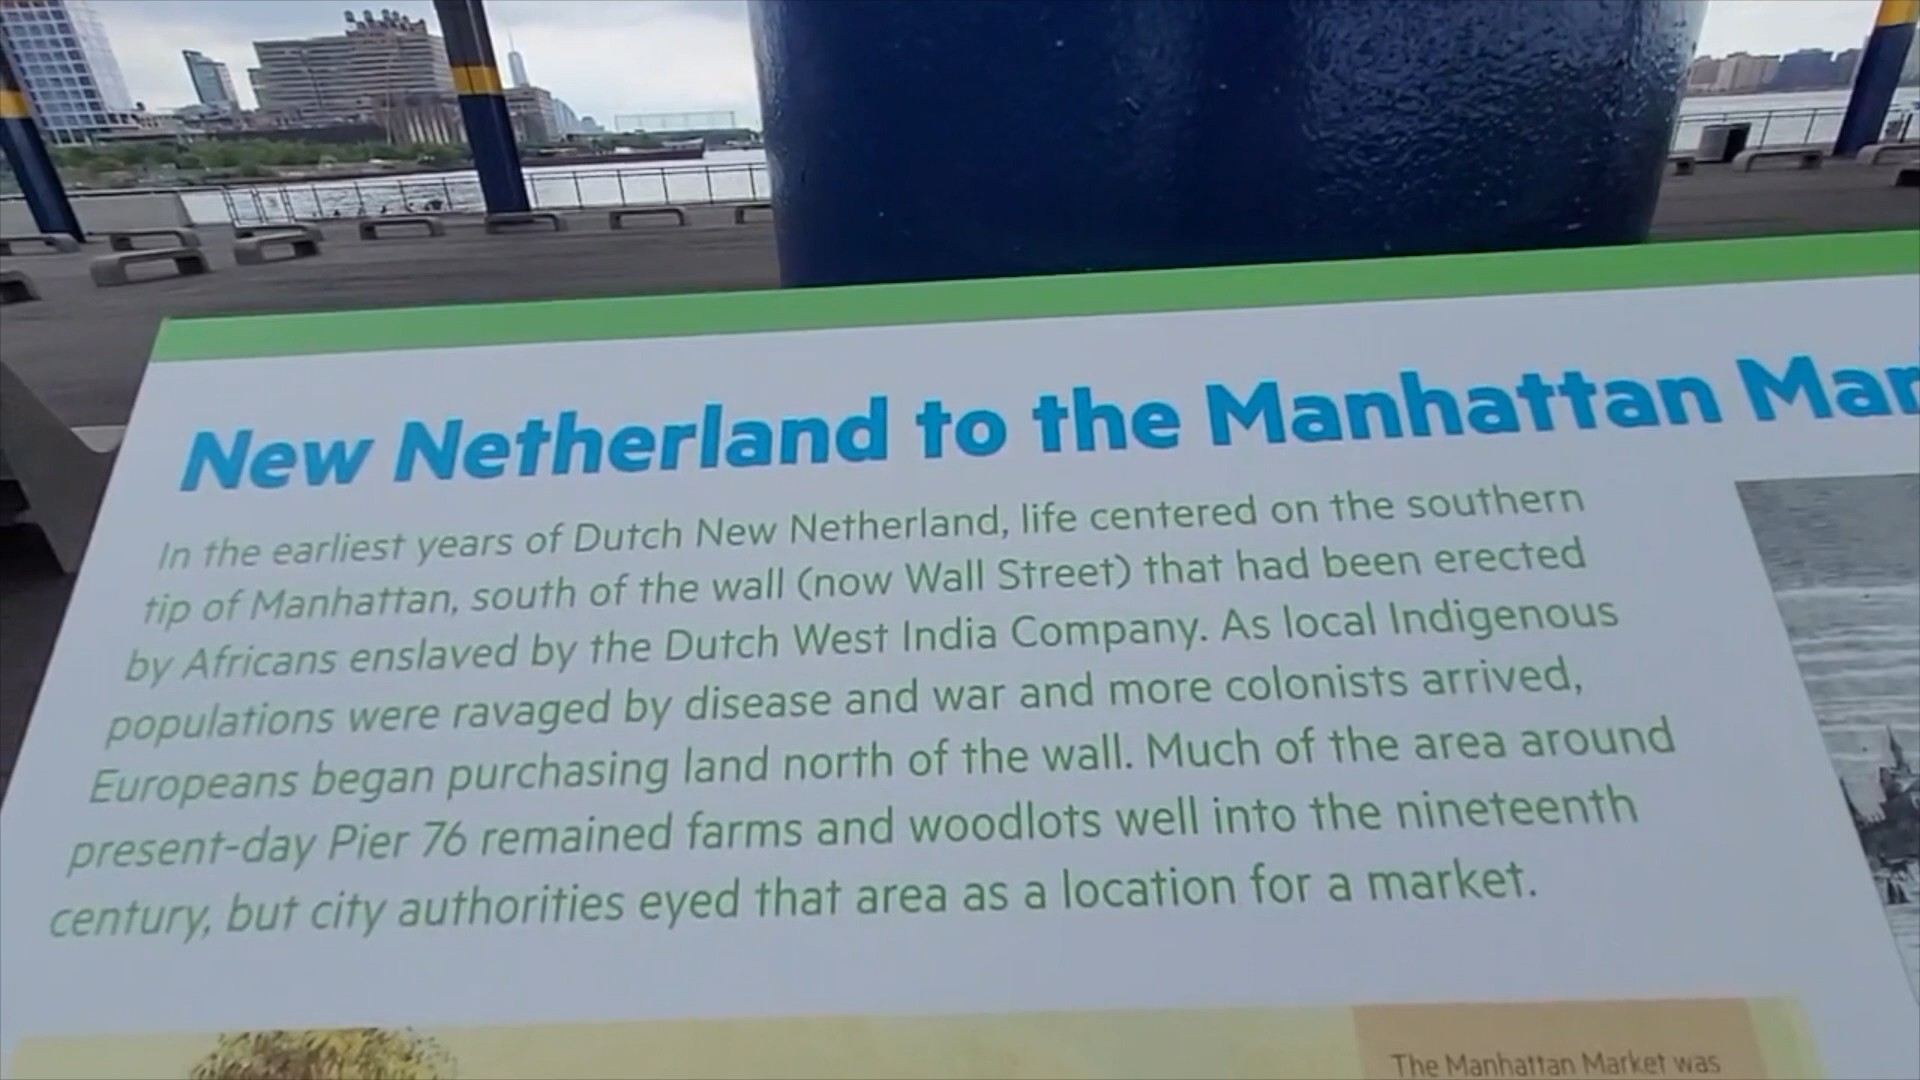 New Netherland to the Manhattan Mar
In the earliest years of Dutch New Netherland, life centered on the southern
tip of Manhattan, south of the wall (now Wall Street) that had been erected
by Africans enslaved by the Dutch West India Company. As local Indigenous
populations were ravaged by disease and war and more colonists arrived,
Europeans began purchasing land north of the wall. Much of the area around
present-day Pier 76 remained farms and woodlots well into the nineteenth
century, but city authorities eyed that area as a location for a market.
The Manhattan Market was